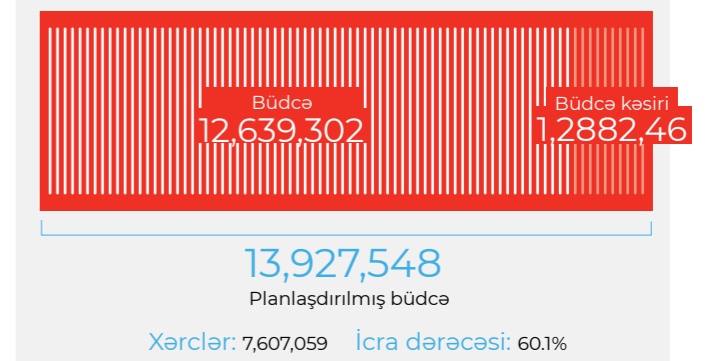 Büdcə
12,639,302
Büdcə kəsiri
1,2882,46
13,927,548
Planlaşdırılmış büdcə
Xərclər: 7,607,059 İcra dərəcəsi: 60.1%